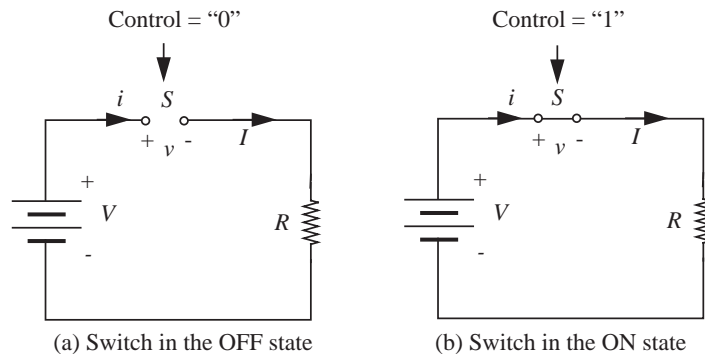 Control = “0”
i
S
I
+ v -
+
V
-
R
(a) Switch in the OFF state
Control = “1”
i
S
I
+ v -
+
V
-
R
(b) Switch in the ON state